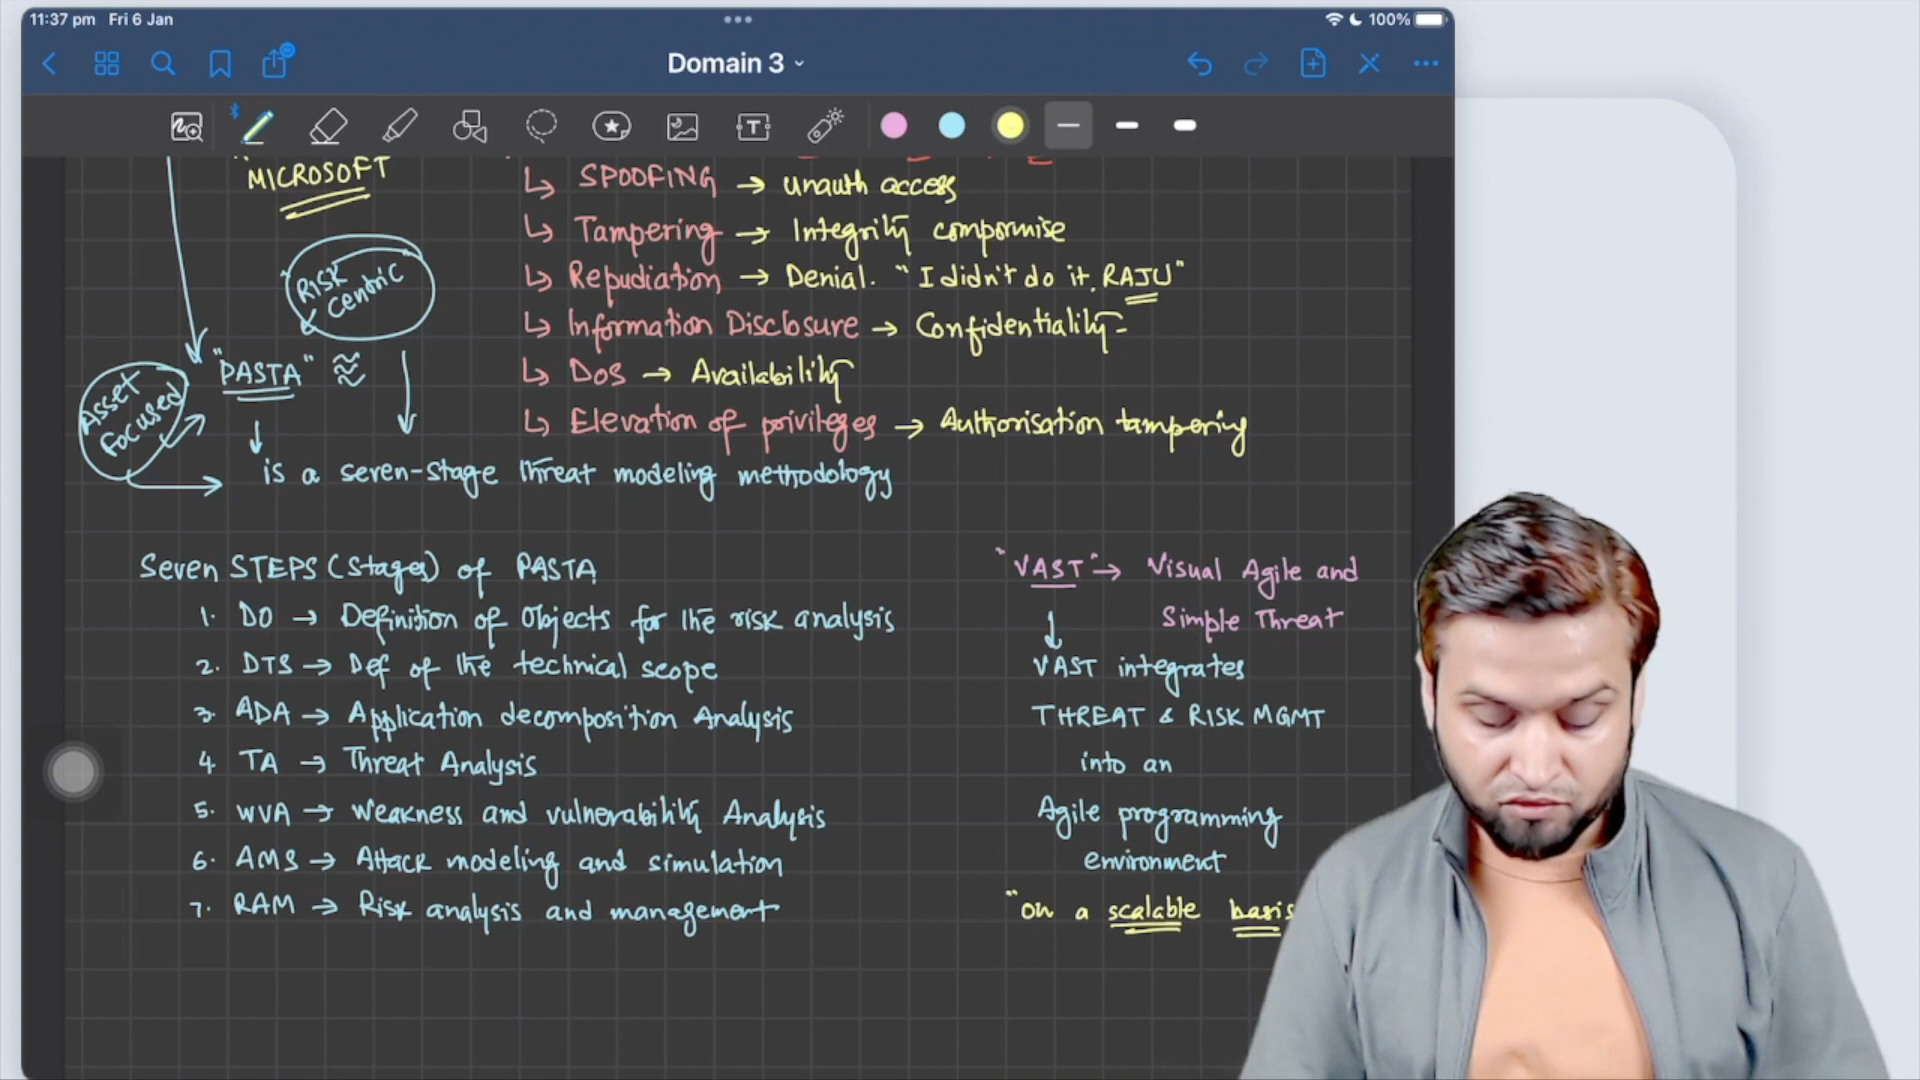 11:37 pm Fri 6 Jan
100%
Domain 3
T
"MICROSOFT
SPOOFING → unauth access
Tampering → Integrity compormise
"Risk Centric"
Repudiation → Denial. "I didn't do it. RAJU"
Information Disclosure → Confidentiality-
"PASTA" ≈
DOS → Availability
Asset Focused
Elevation of privileges → Authorisation tampering
is a seven-stage threat modeling methodology
Seven STEPS (Stages) of PASTA
1. DO → Definition of Objects for the risk analysis
2. DTS → Def of the technical scope
3. ADA → Application decomposition Analysis
4. TA → Threat Analysis
5. WVA → Weakness and vulnerability Analysis
6. AMS → Attack modeling and simulation
7. RAM → Risk analysis and management
"VAST" → Visual Agile and
Simple Threat
VAST integrates
THREAT & RISK MGMT
into an
Agile programming
environment
"on a scalable basis